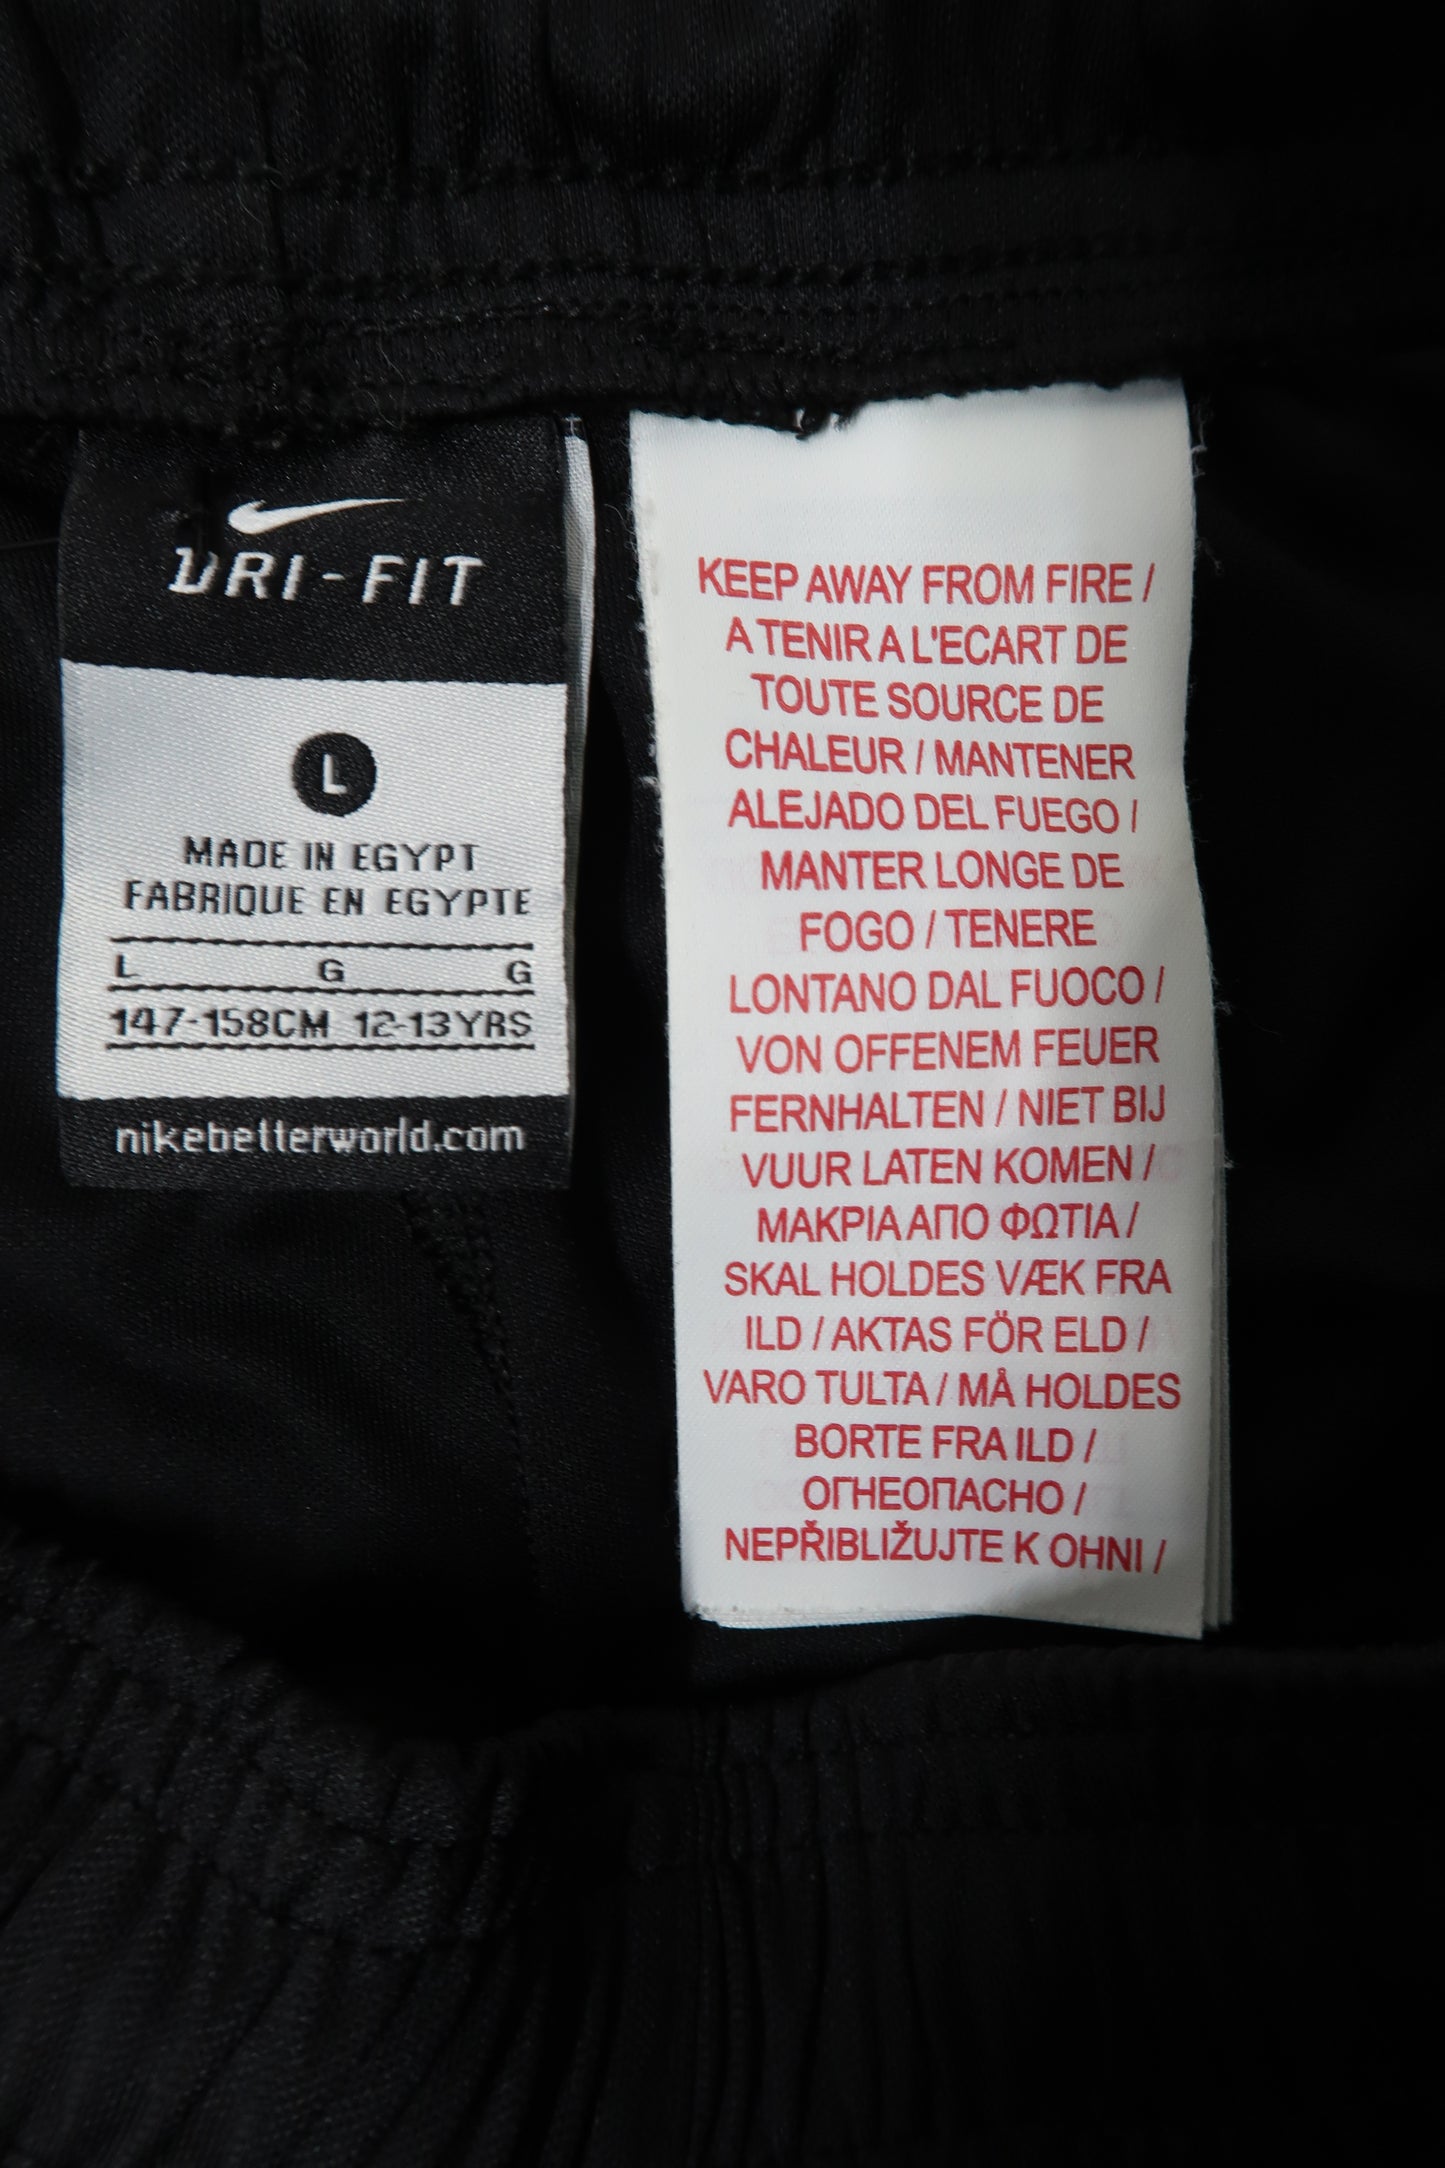 DRI-FIT
L
MADE IN EGYPT
FABRIQUE EN EGYPTE
L G G
147-158CM 12-13YRS
nikebetterworld.com
KEEP AWAY FROM FIRE /
A TENIR A L'ECART DE
TOUTE SOURCE DE
CHALEUR / MANTENER
ALEJADO DEL FUEGO /
MANTER LONGE DE
FOGO / TENERE
LONTANO DAL FUOCO /
VON OFFENEM FEUER
FERNHALTEN / NIET BIJ
VUUR LATEN KOMEN /
ΜΑΚΡΙΑ ΑΠΟ ΦΩΤΙΑ /
SKAL HOLDES VÆK FRA
ILD / AKTAS FÖR ELD /
VARO TULTA / MÅ HOLDES
BORTE FRA ILD /
ОГНЕОПАСНО /
NEPŘIBLIŽUJTE K OHNI /